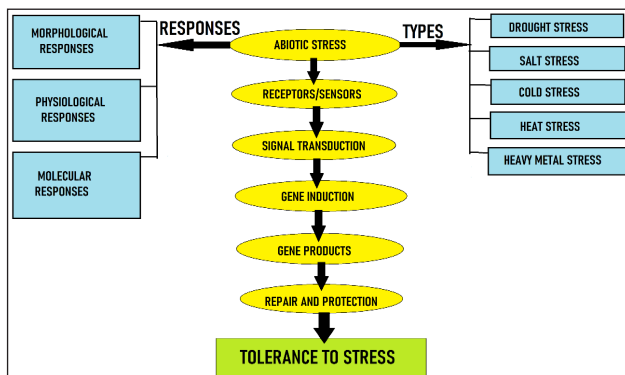 RESPONSES
TYPES
MORPHOLOGICAL
RESPONSES
PHYSIOLOGICAL
RESPONSES
MOLECULAR
RESPONSES
ABIOTIC STRESS
RECEPTORS/SENSORS
SIGNAL TRANSDUCTION
GENE INDUCTION
GENE PRODUCTS
REPAIR AND PROTECTION
TOLERANCE TO STRESS
DROUGHT STRESS
SALT STRESS
COLD STRESS
HEAT STRESS
HEAVY METAL STRESS